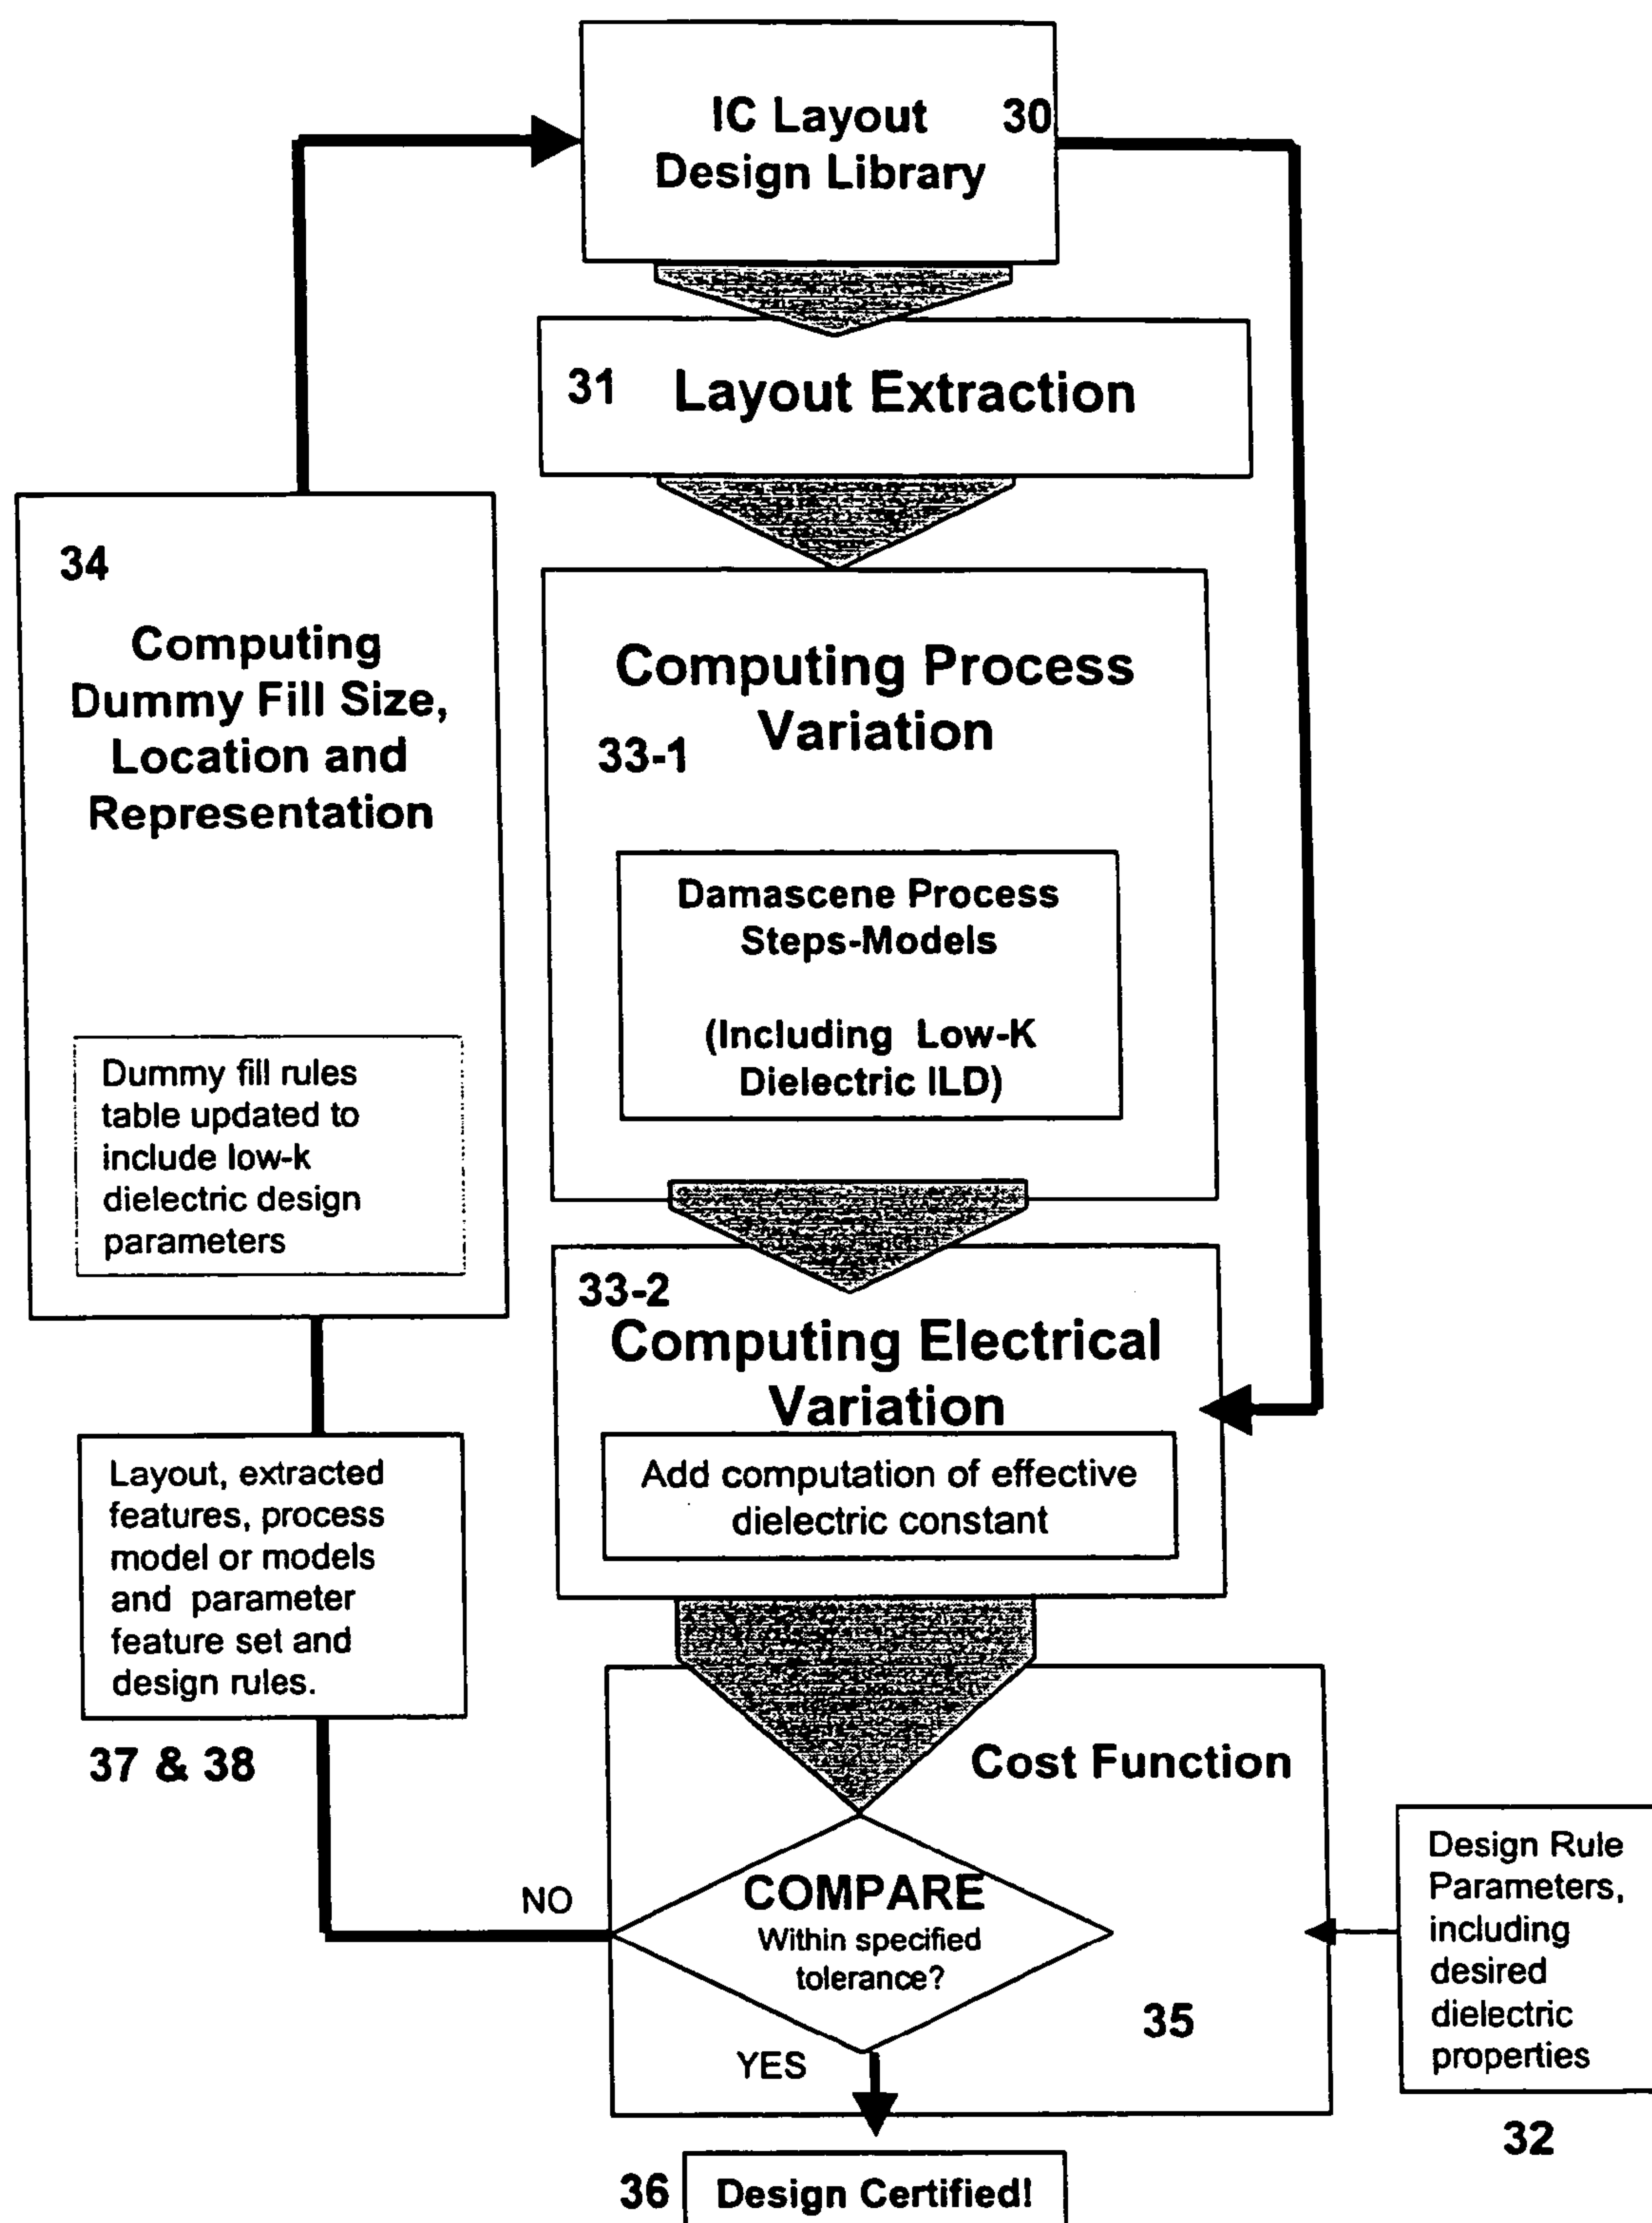 IC Layout 30
Design Library
31 Layout Extraction
34
Computing
Dummy Fill Size,
Location and
Representation
Dummy fill rules
table updated to
include low-k
dielectric design
parameters
Computing Process
Variation
33-1
Damascene Process
Steps-Models
(Including Low-K
Dielectric ILD)
33-2
Computing Electrical
Variation
Add computation of effective
dielectric constant
Layout, extracted
features, process
model or models
and parameter
feature set and
design rules.
37 & 38
Cost Function
COMPARE
Within specified
tolerance?
NO
YES
35
Design Rule
Parameters,
including
desired
dielectric
properties
32
36 Design Certified!